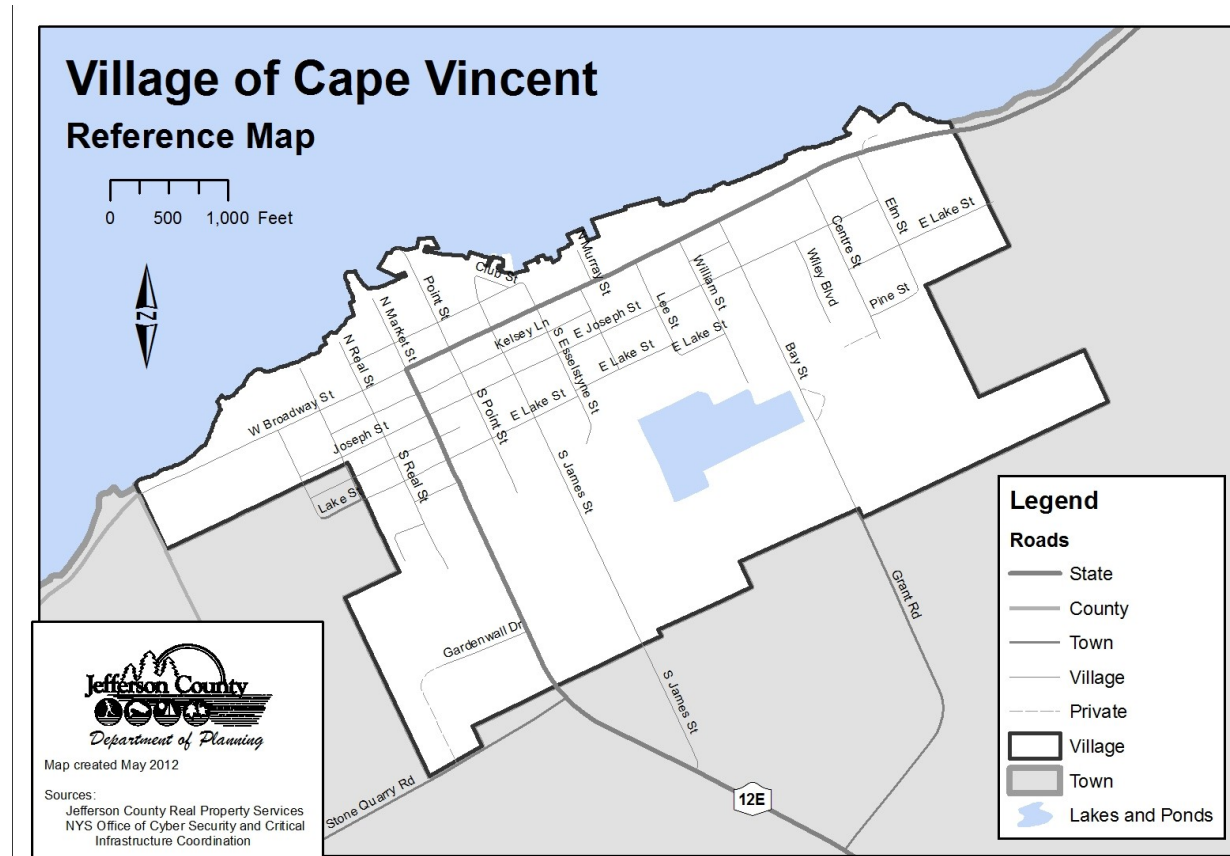 Village of Cape Vincent
Reference Map
0 500 1,000 Feet
N
Club St
N Murray St
Point St
N Market St
N Real St
W Broadway St
Kelsey Ln
E Joseph St
Lee St
William St
Wiley Blvd
Centre St
Elm St
E Lake St
Pine St
Bay St
E Lake St
E Lake St
S Esselstyne St
E Lake St
S Point St
Joseph St
S Real St
Lake St
S James St
Grant Rd
Gardenwall Dr
S James St
Stone Quarry Rd
12E
Jefferson County
Department of Planning
Map created May 2012
Sources:
Jefferson County Real Property Services
NYS Office of Cyber Security and Critical
Infrastructure Coordination
Legend
Roads
State
County
Town
Village
Private
Village
Town
Lakes and Ponds